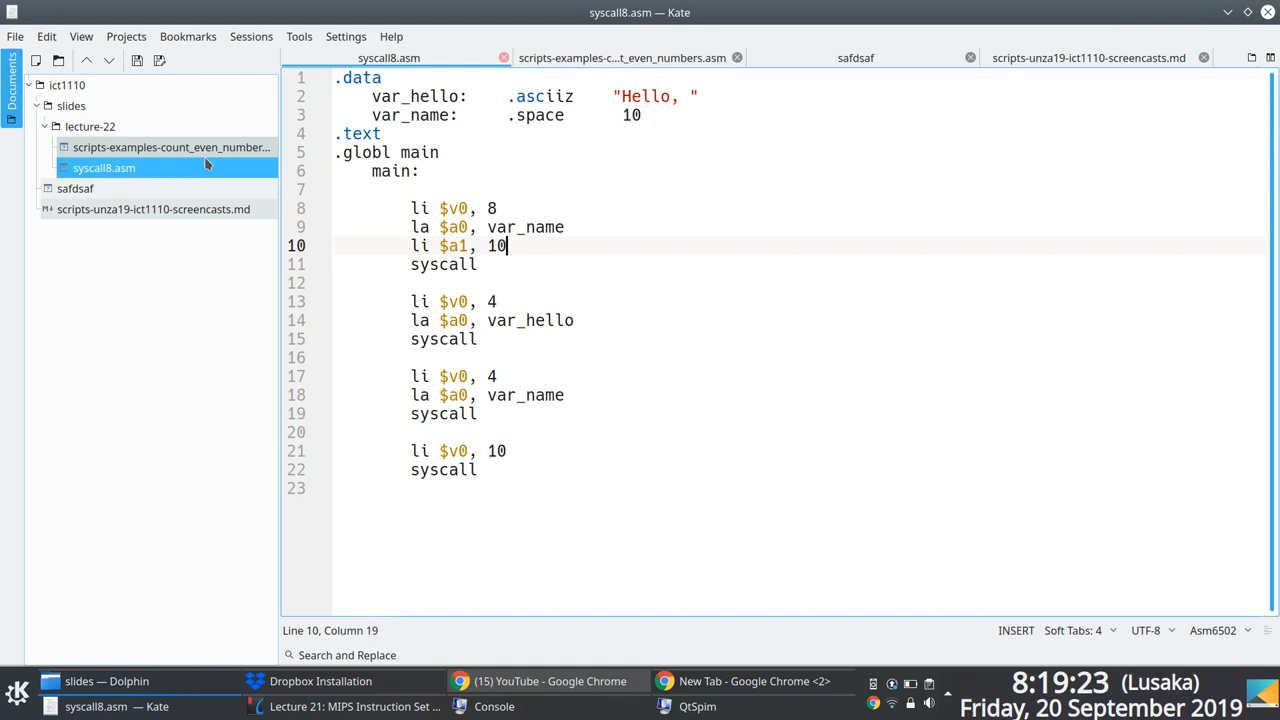 syscall8.asm — Kate
File Edit View Projects Bookmarks Sessions Tools Settings Help
syscall8.asm scripts-examples-c...t_even_numbers.asm safdsaf scripts-unza19-ict1110-screencasts.md
Documents
ict1110
slides
lecture-22
scripts-examples-count_even_number...
syscall8.asm
safdsaf
scripts-unza19-ict1110-screencasts.md
1 .data
2 var_hello: .asciiz "Hello, "
3 var_name: .space 10
4 .text
5 .globl main
6 main:
7
8 li $v0, 8
9 la $a0, var_name
10 li $a1, 10
11 syscall
12
13 li $v0, 4
14 la $a0, var_hello
15 syscall
16
17 li $v0, 4
18 la $a0, var_name
19 syscall
20
21 li $v0, 10
22 syscall
23
Line 10, Column 19 INSERT Soft Tabs: 4 UTF-8 Asm6502
Search and Replace
slides — Dolphin Dropbox Installation (15) YouTube - Google Chrome New Tab - Google Chrome <2>
syscall8.asm — Kate Lecture 21: MIPS Instruction Set ... Console QtSpim
8:19:23 (Lusaka)
Friday, 20 September 2019